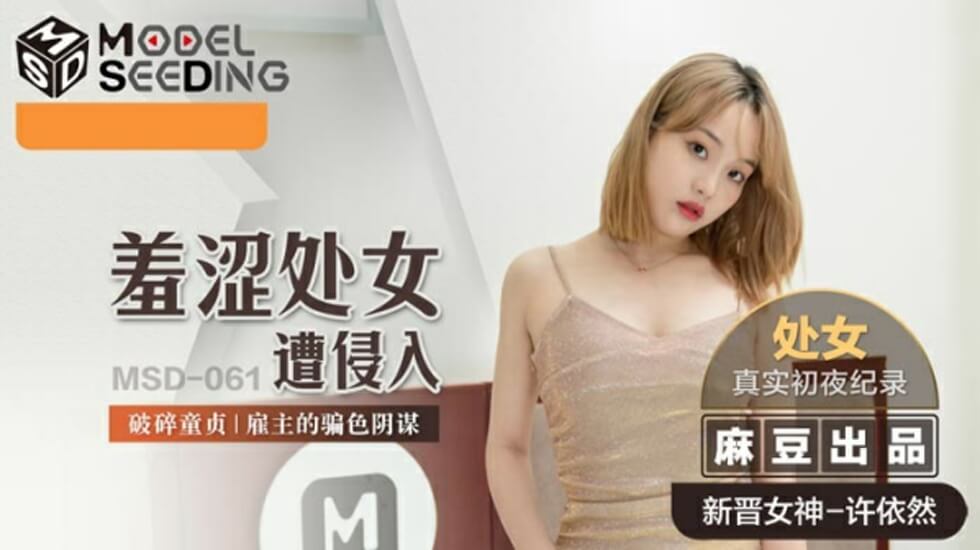 MSD
MODEL
SEEDING
羞涩处女
MSD-061 遭侵入
破碎童贞|雇主的骗色阴谋
M
处女
真实初夜纪录
麻豆出品
新晋女神-许依然